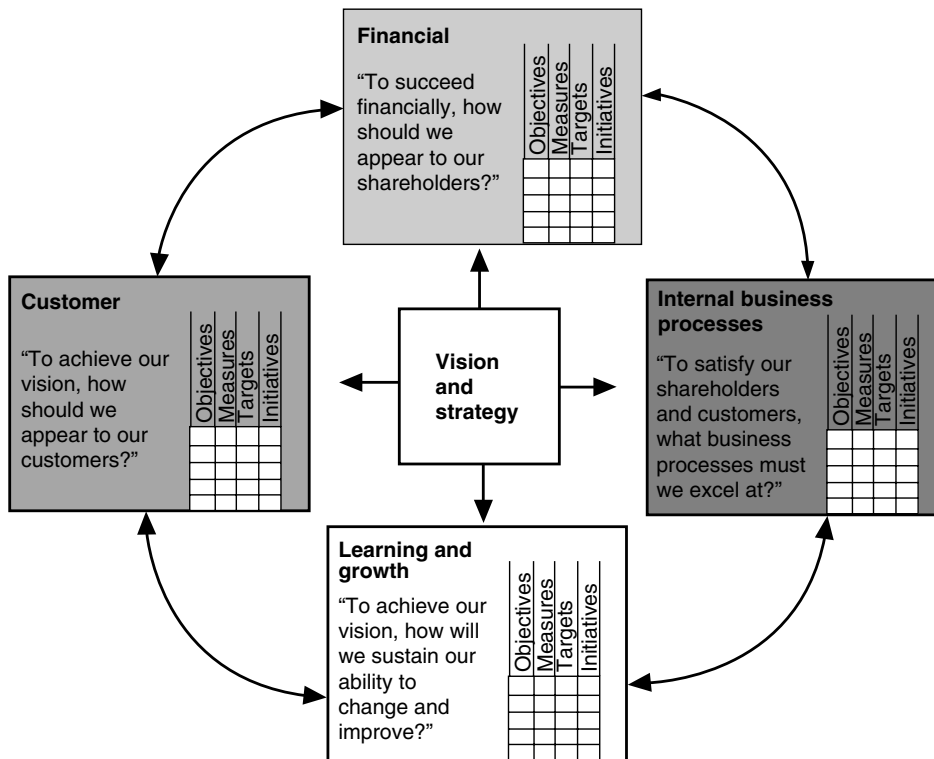 Financial
“To succeed
financially, how
should we
appear to our
shareholders?”
Objectives
Measures
Targets
Initiatives
Customer
“To achieve our
vision, how
should we
appear to our
customers?”
Objectives
Measures
Targets
Initiatives
Vision
and
strategy
Internal business
processes
“To satisfy our
shareholders
and customers,
what business
processes must
we excel at?”
Objectives
Measures
Targets
Initiatives
Learning and
growth
“To achieve our
vision, how will
we sustain our
ability to
change and
improve?”
Objectives
Measures
Targets
Initiatives